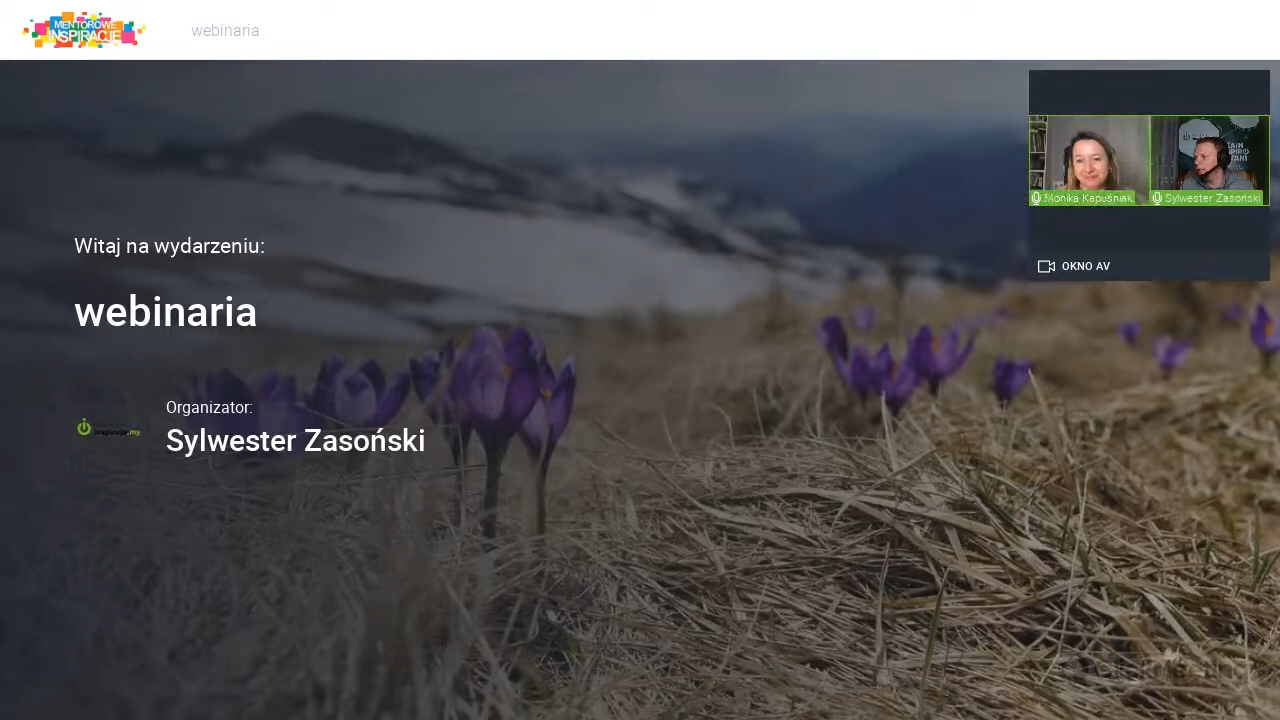 MENTOROWE
INSPIRACJE
webinaria
Monika Kapuśniak
Sylwester Zasoński
OKNO AV
Witaj na wydarzeniu:
webinaria
Organizator:
Sylwester Zasoński